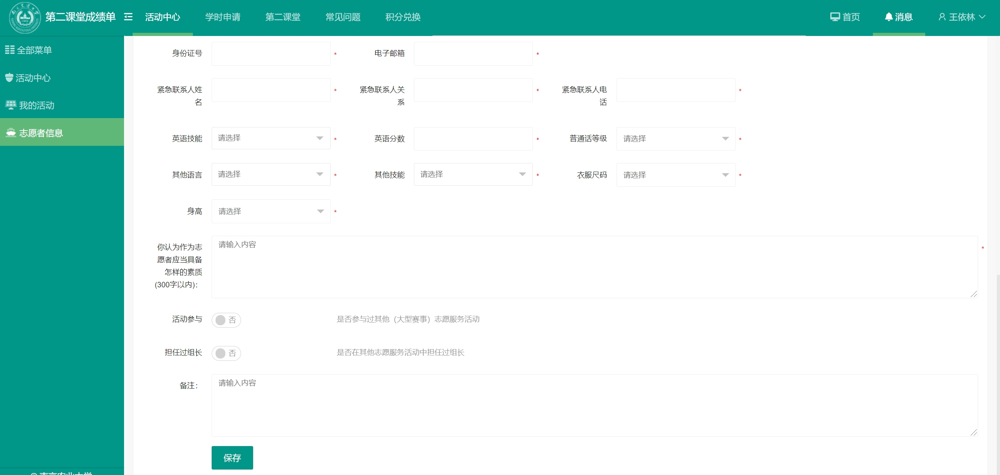 第二课堂成绩单 活动中心 学时申请 第二课堂 常见问题 积分兑换 首页 消息 王依林
全部菜单
活动中心
我的活动
志愿者信息
身份证号 * 电子邮箱 *
紧急联系人姓名 * 紧急联系人关系 * 紧急联系人电话 *
英语技能 请选择 * 英语分数 * 普通话等级 请选择 *
其他语言 请选择 * 其他技能 请选择 * 衣服尺码 请选择 *
身高 请选择 *
你认为作为志
愿者应当具备
怎样的素质
(300字以内)：
请输入内容 *
活动参与 否 是否参与过其他（大型赛事）志愿服务活动
担任过组长 否 是否在其他志愿服务活动中担任过组长
备注： 请输入内容
保存
© 南京农业大学